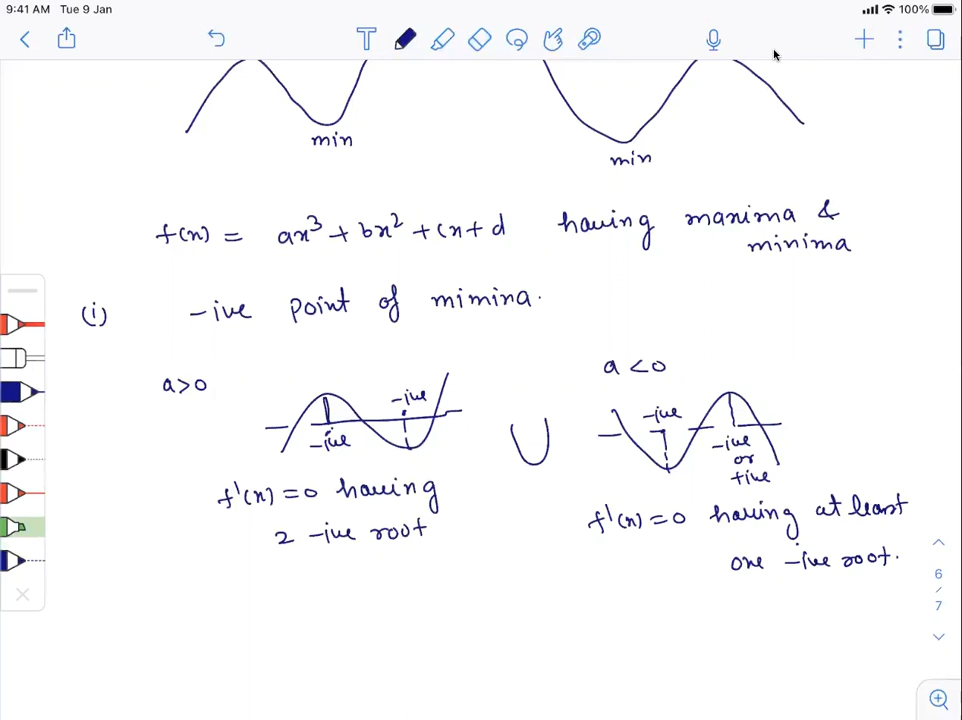 9:41 AM Tue 9 Jan
100%
T
min
min
f(x) = ax³ + bx² + cx + d having maxima & minima
(i) -ive point of mimina.
a>0
a<0
-ive
-ive
-ive
-ive
or
+ive
f'(x) = 0 having
2 -ive root
f'(x) = 0 having at least
one -ive root.
6
/
7